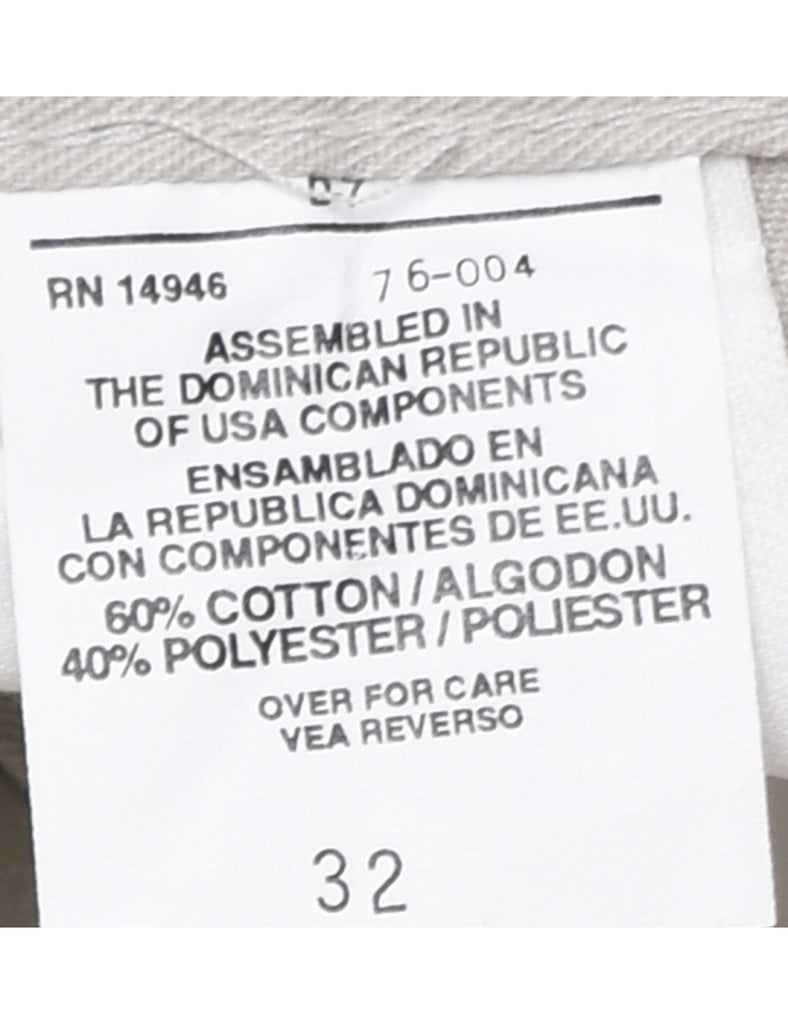 RN 14946 76-004
ASSEMBLED IN
THE DOMINICAN REPUBLIC
OF USA COMPONENTS
ENSAMBLADO EN
LA REPUBLICA DOMINICANA
CON COMPONENTES DE EE.UU.
60% COTTON / ALGODON
40% POLYESTER / POLIESTER
OVER FOR CARE
VEA REVERSO
32